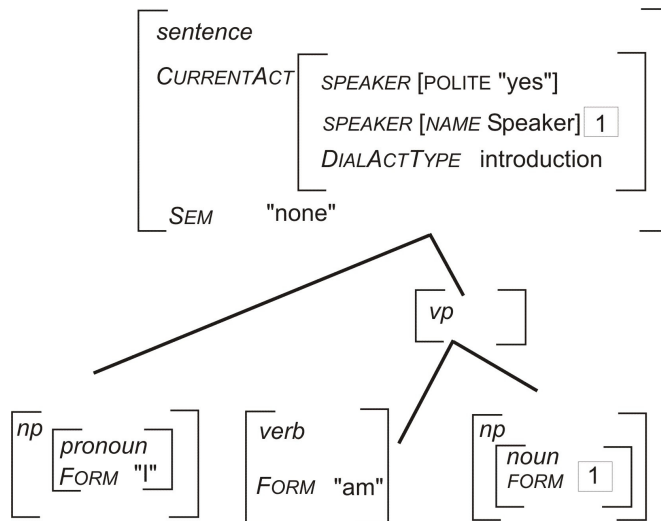 sentence
CURRENTACT
SPEAKER [POLITE "yes"]
SPEAKER [NAME Speaker] 1
DIALACTTYPE introduction
SEM "none"
vp
np
pronoun
FORM "I"
verb
FORM "am"
np
noun
FORM 1